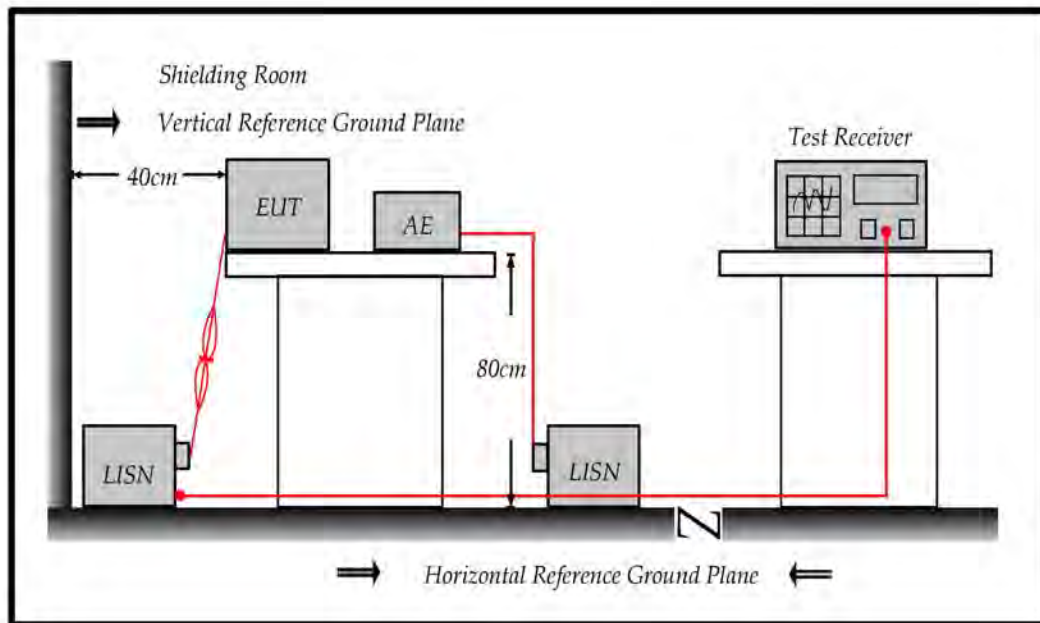 Shielding Room
Vertical Reference Ground Plane
Test Receiver
40cm
EUT
AE
80cm
LISN
LISN
Horizontal Reference Ground Plane